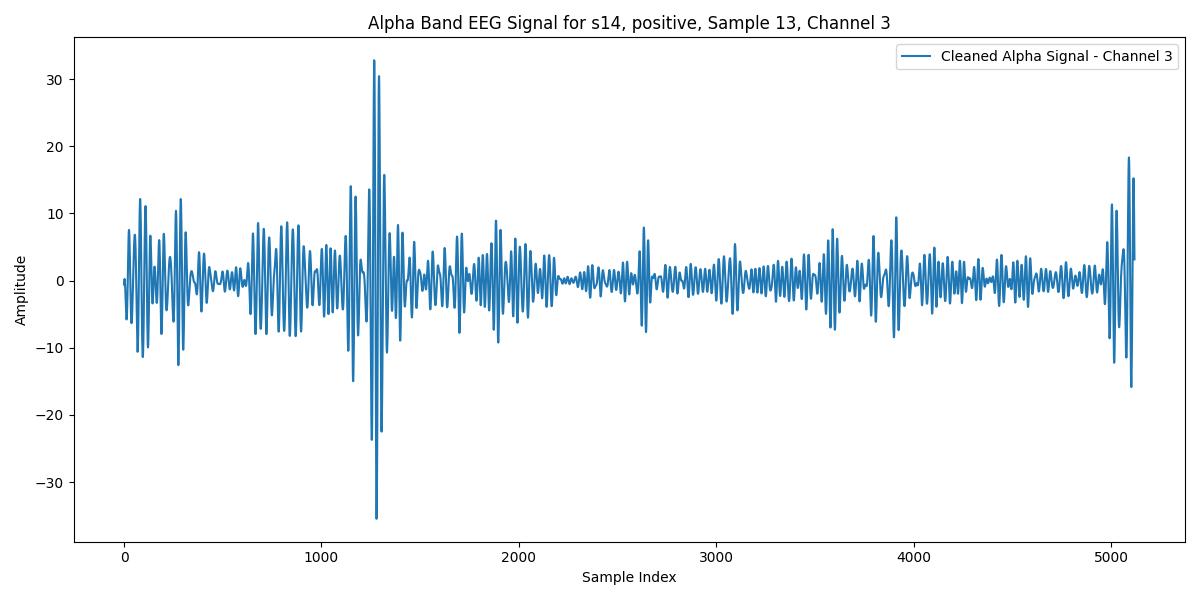 Alpha Band EEG Signal for s14, positive, Sample 13, Channel 3
Cleaned Alpha Signal - Channel 3
30
20
10
0
−10
−20
−30
Amplitude
0 1000 2000 3000 4000 5000
Sample Index